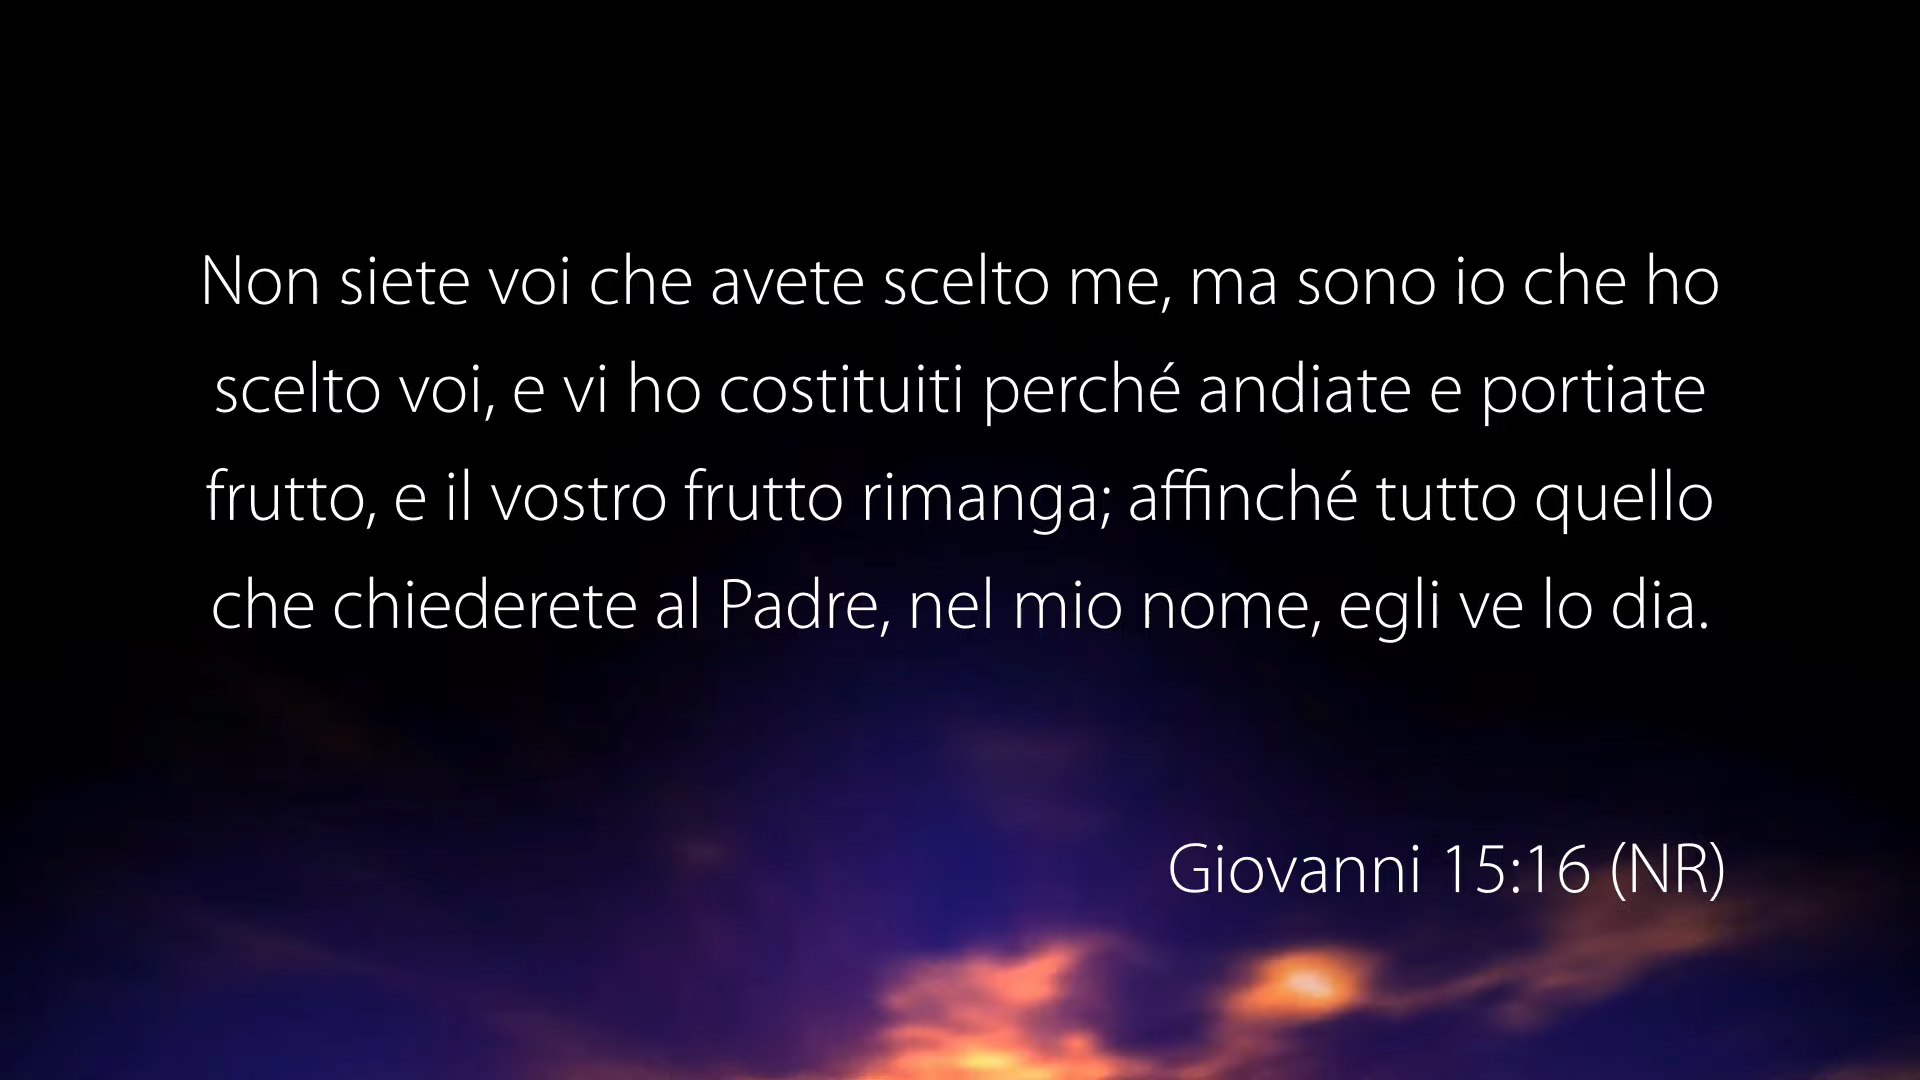 Non siete voi che avete scelto me, ma sono io che ho
scelto voi, e vi ho costituiti perché andiate e portiate
frutto, e il vostro frutto rimanga; affinché tutto quello
che chiederete al Padre, nel mio nome, egli ve lo dia.
Giovanni 15:16 (NR)